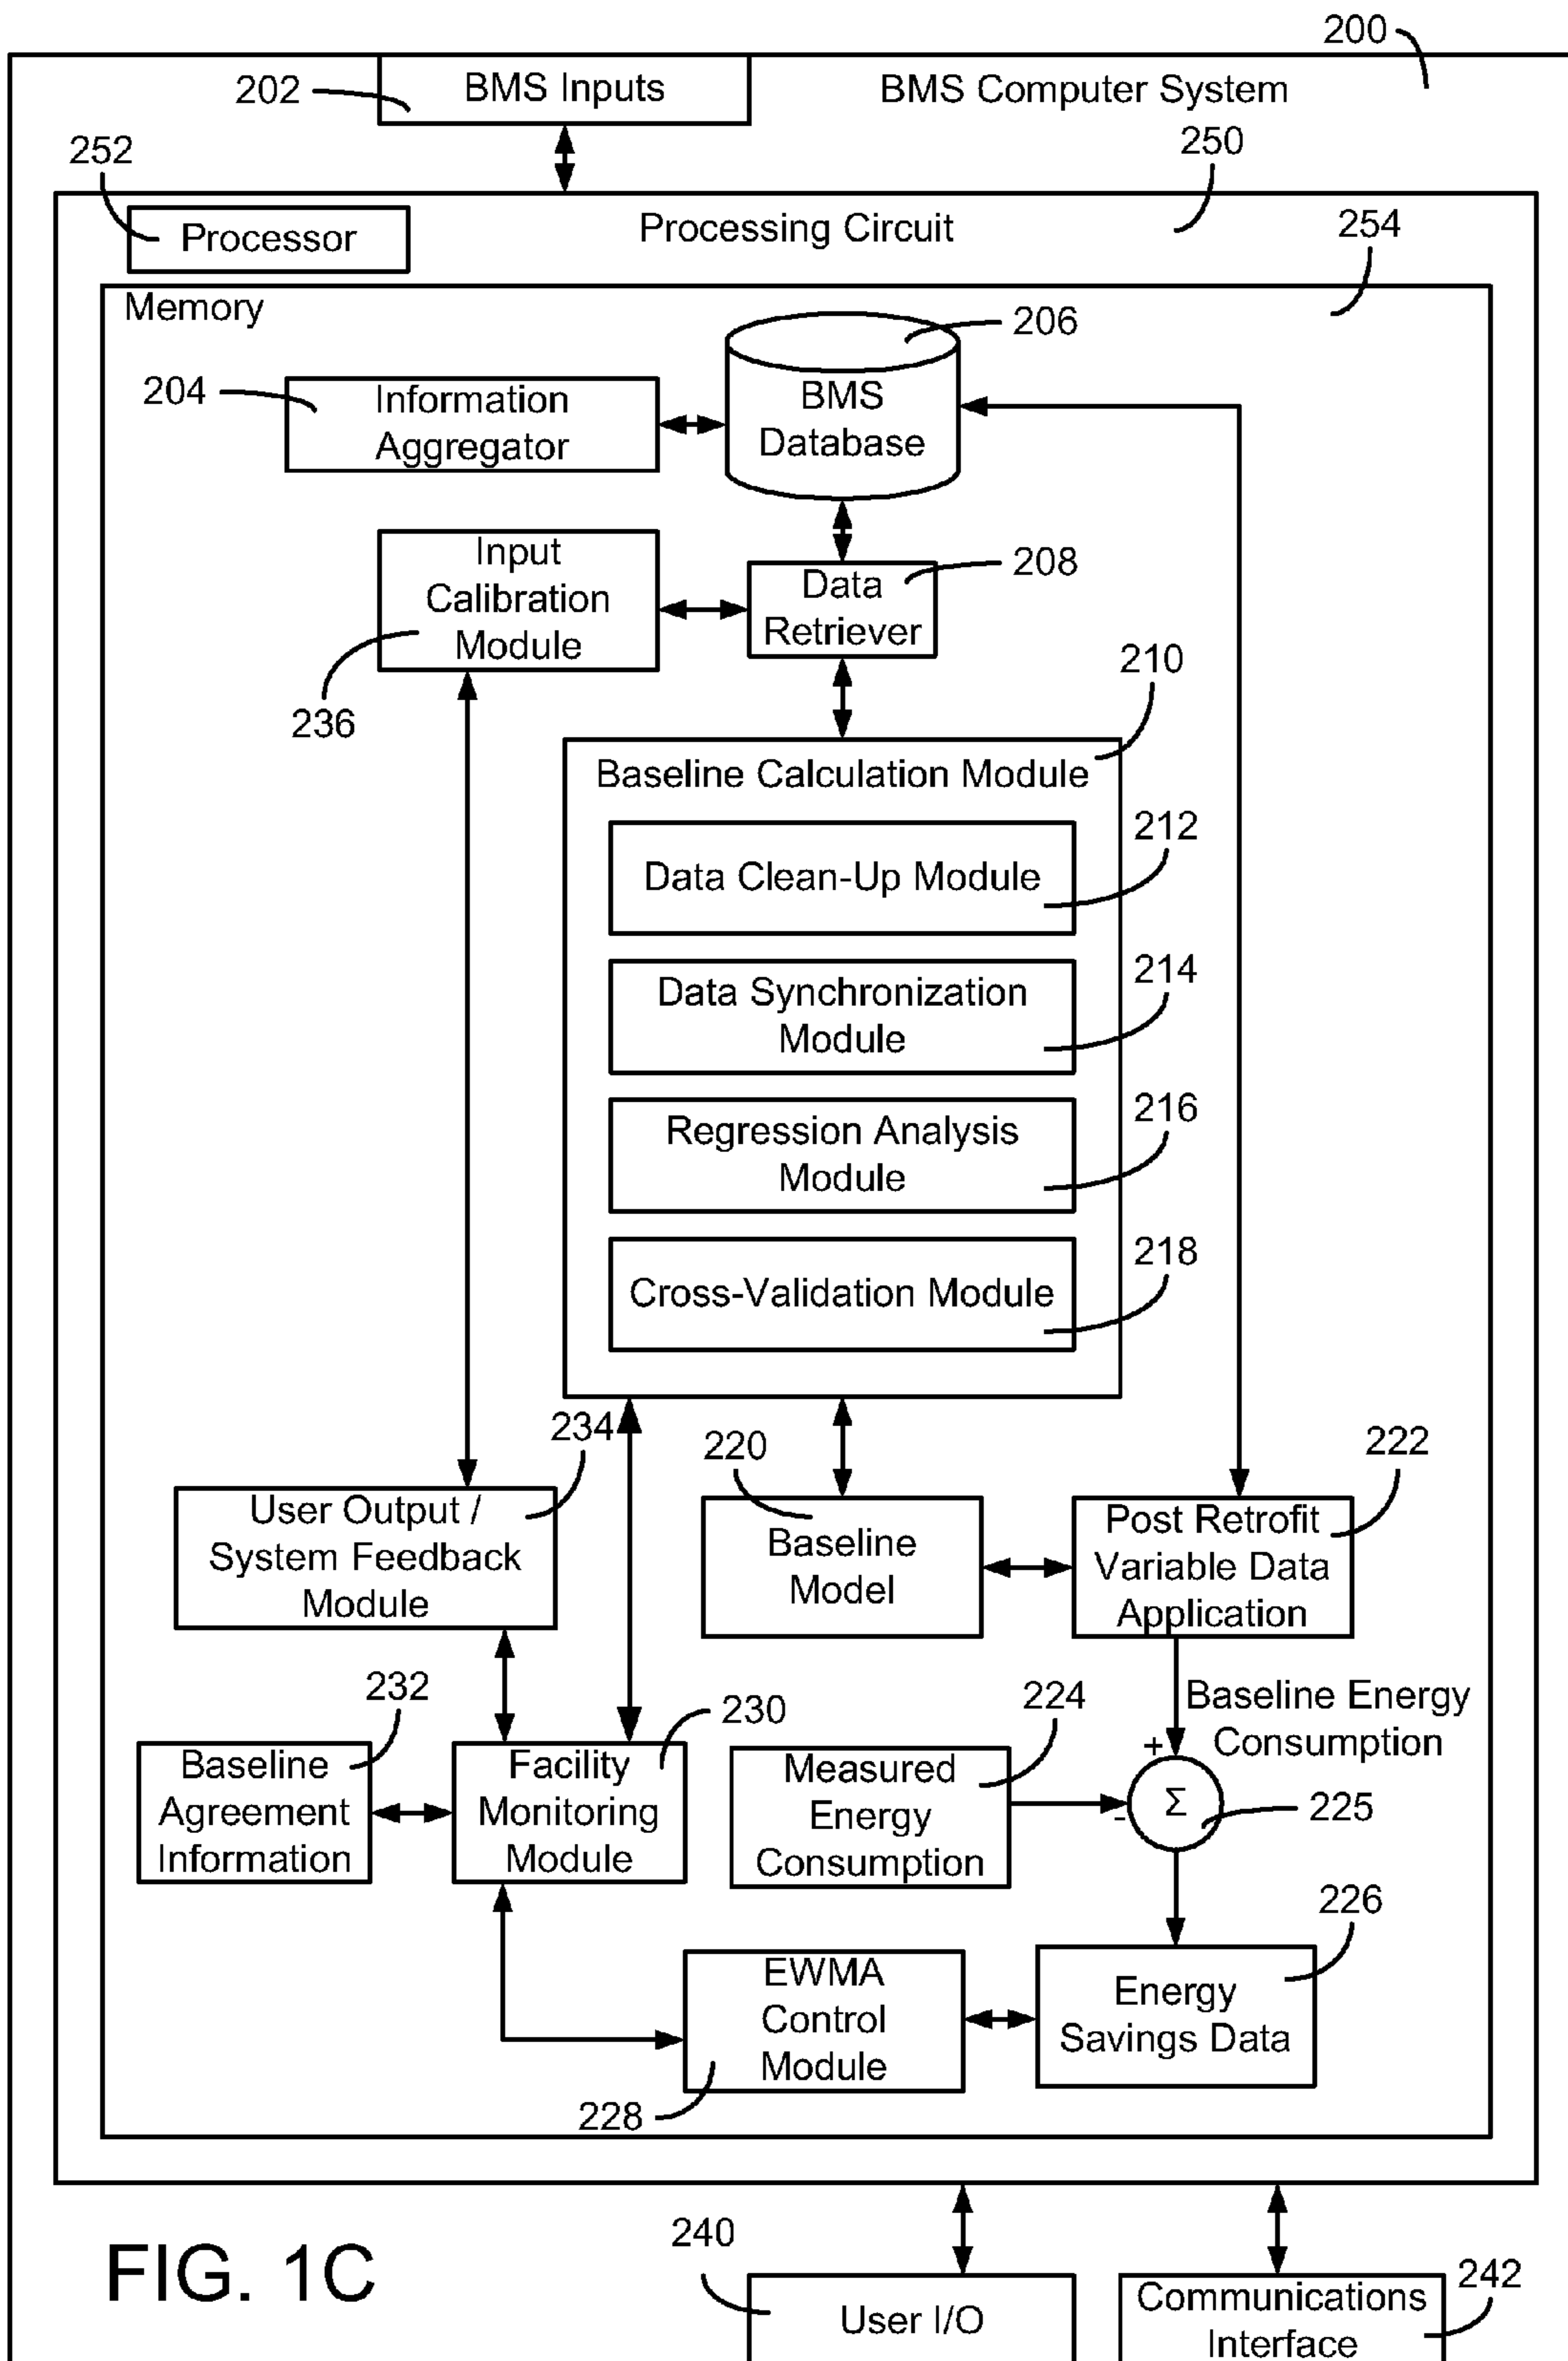 200
202
BMS Inputs
BMS Computer System
252
250
Processor
Processing Circuit
254
Memory
206
204
Information
Aggregator
BMS
Database
Input
Calibration
Module
236
Data
Retriever
208
210
Baseline Calculation Module
212
Data Clean-Up Module
214
Data Synchronization
Module
216
Regression Analysis
Module
218
Cross-Validation Module
234
User Output /
System Feedback
Module
220
Baseline
Model
222
Post Retrofit
Variable Data
Application
232
Baseline
Agreement
Information
230
Facility
Monitoring
Module
224
Measured
Energy
Consumption
Baseline Energy
Consumption
+
-
Σ
225
226
Energy
Savings Data
EWMA
Control
Module
228
FIG. 1C
240
User I/O
242
Communications
Interface